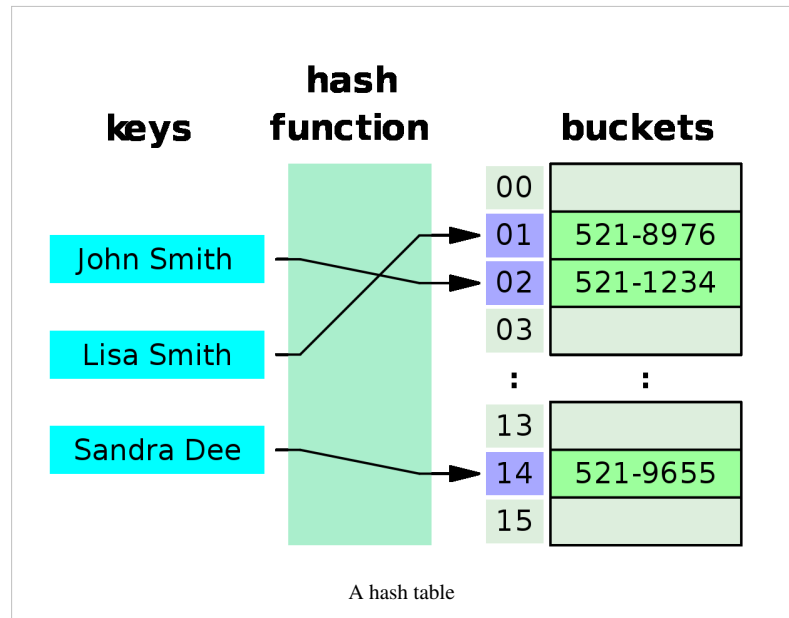 keys
hash
function
buckets
John Smith
Lisa Smith
Sandra Dee
00
01 521-8976
02 521-1234
03
: :
13
14 521-9655
15
A hash table